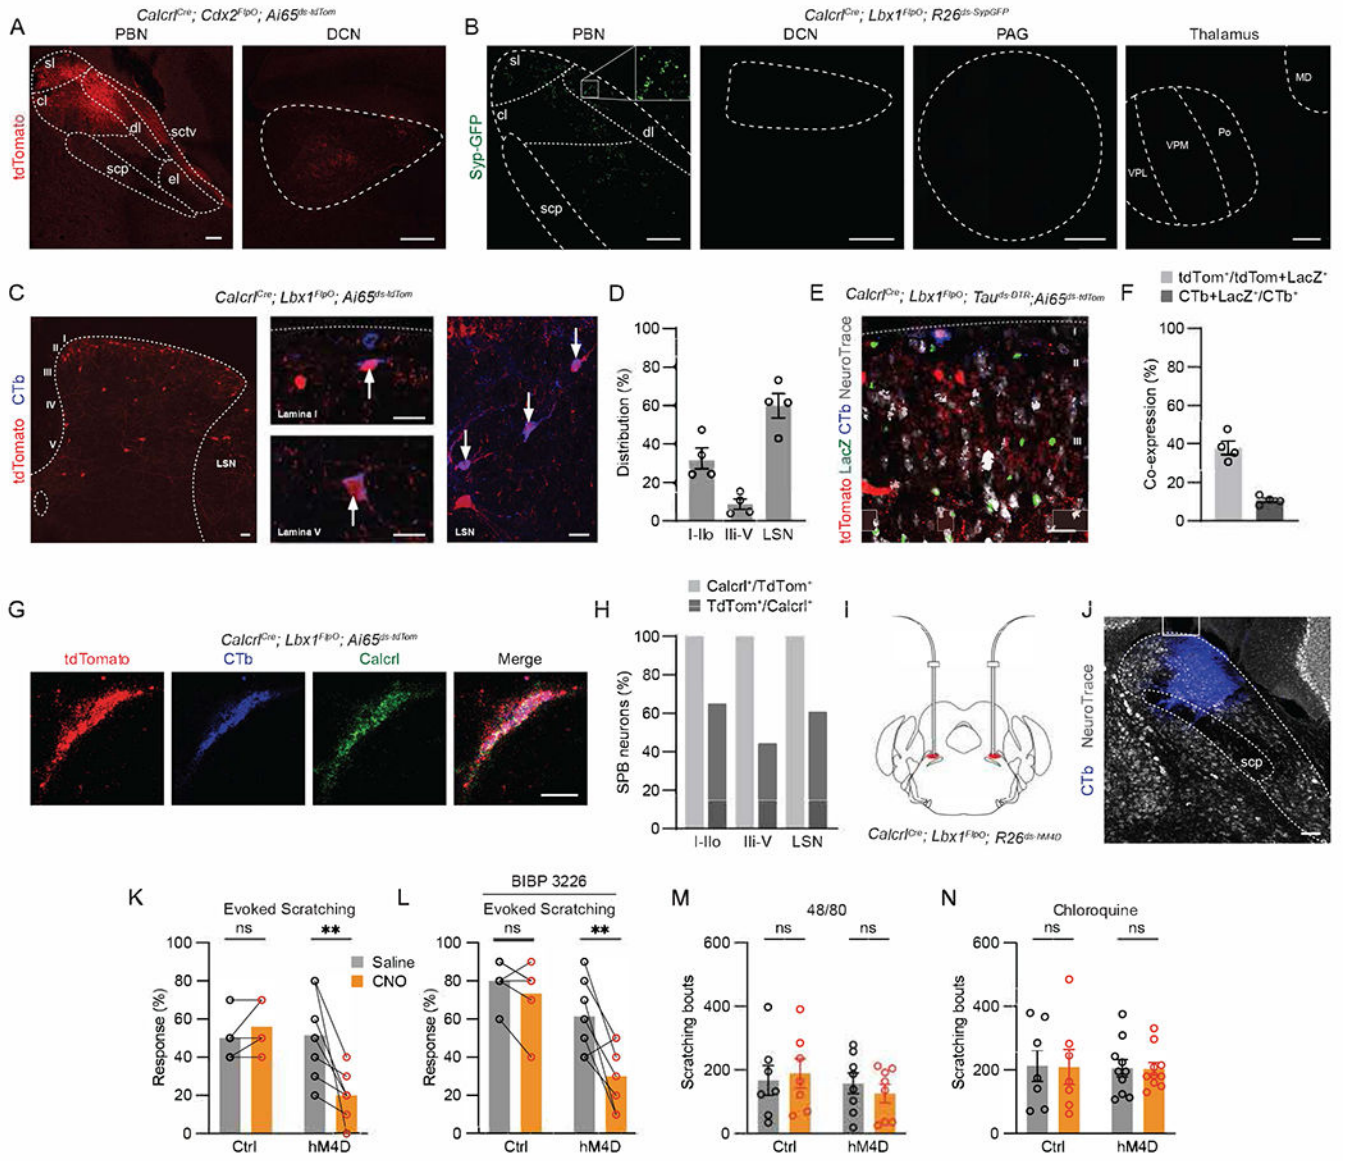 A
Calcrl^Cre; Cdx2^FlpO; Ai65^ds-tdTom
PBN
DCN
tdTomato
sl
cl
dl
sctv
scp
el
B
Calcrl^Cre; Lbx1^FlpO; R26^ds-SypGFP
PBN
DCN
PAG
Thalamus
Syp-GFP
sl
cl
dl
scp
VPL
VPM
Po
MD
C
Calcrl^Cre; Lbx1^FlpO; Ai65^ds-tdTom
tdTomato CTb
I
II
III
IV
V
LSN
Lamina I
Lamina V
LSN
D
Distribution (%)
100
80
60
40
20
0
I-IIo
IIi-V
LSN
E
Calcrl^Cre; Lbx1^FlpO; Tau^ds-DTR;Ai65^ds-tdTom
tdTomato LacZ CTb NeuroTrace
I
II
III
F
tdTom⁺/tdTom+LacZ⁺
CTb+LacZ⁺/CTb⁺
Co-expression (%)
100
80
60
40
20
0
G
Calcrl^Cre; Lbx1^FlpO; Ai65^ds-tdTom
tdTomato
CTb
Calcrl
Merge
H
Calcrl⁺/TdTom⁺
TdTom⁺/Calcrl⁺
SPB neurons (%)
100
80
60
40
20
0
I-IIo
IIi-V
LSN
I
Calcrl^Cre; Lbx1^FlpO; R26^ds-hM4D
J
CTb NeuroTrace
scp
K
Evoked Scratching
ns
**
Saline
CNO
Response (%)
100
80
60
40
20
0
Ctrl
hM4D
L
BIBP 3226
Evoked Scratching
ns
**
Response (%)
100
80
60
40
20
0
Ctrl
hM4D
M
48/80
ns
ns
Scratching bouts
600
400
200
0
Ctrl
hM4D
N
Chloroquine
ns
ns
Scratching bouts
600
400
200
0
Ctrl
hM4D